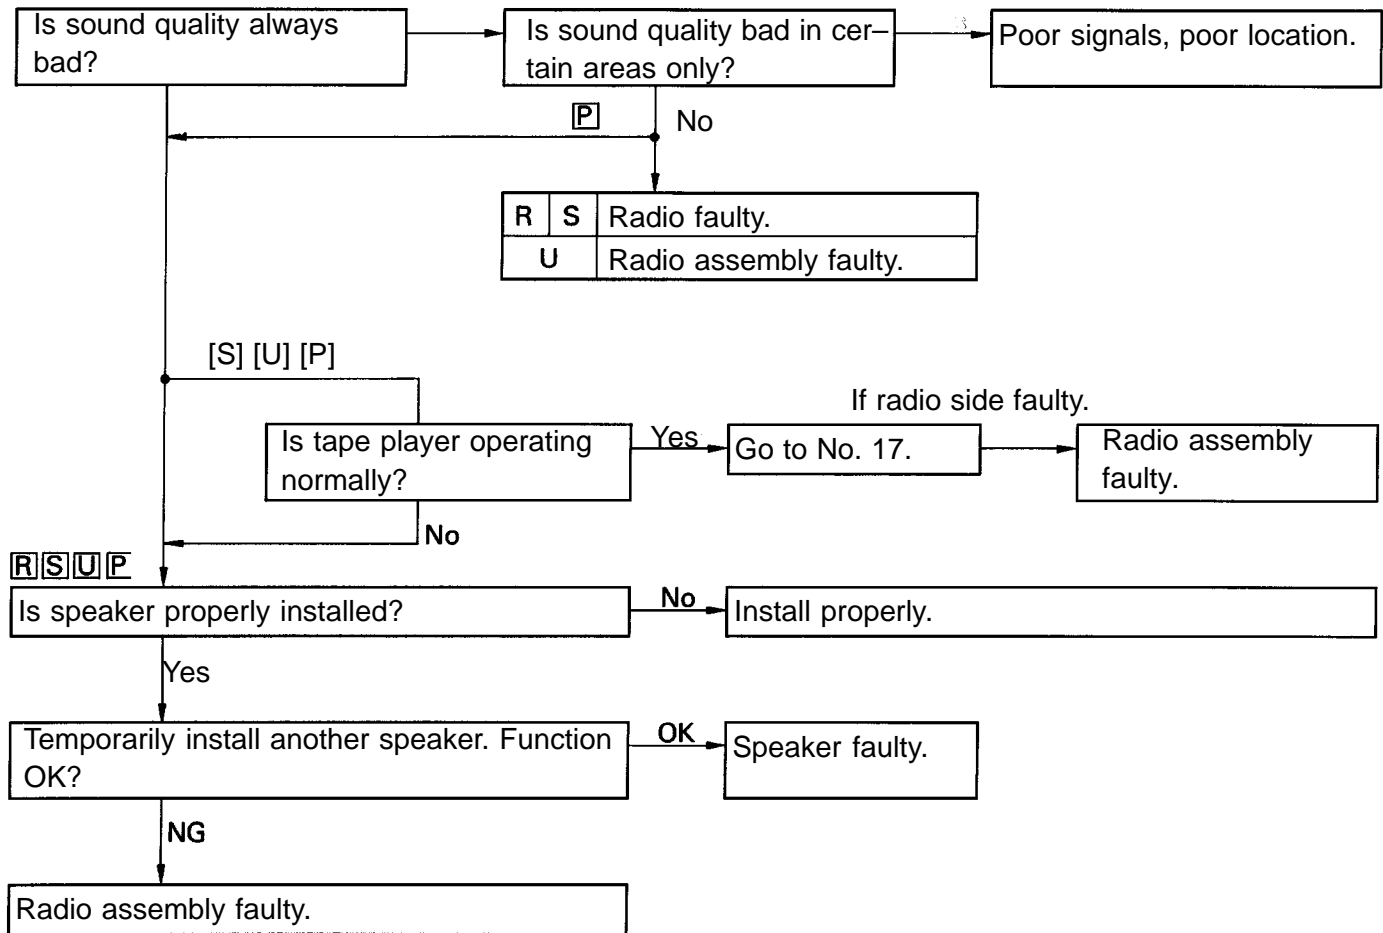 Is sound quality always
bad?
Is sound quality bad in cer–
tain areas only?
Poor signals, poor location.
P
No
R S Radio faulty.
U Radio assembly faulty.
[S] [U] [P]
If radio side faulty.
Is tape player operating
normally?
Yes
Go to No. 17.
Radio assembly
faulty.
No
R S U P
Is speaker properly installed?
No
Install properly.
Yes
Temporarily install another speaker. Function
OK?
OK
Speaker faulty.
NG
Radio assembly faulty.